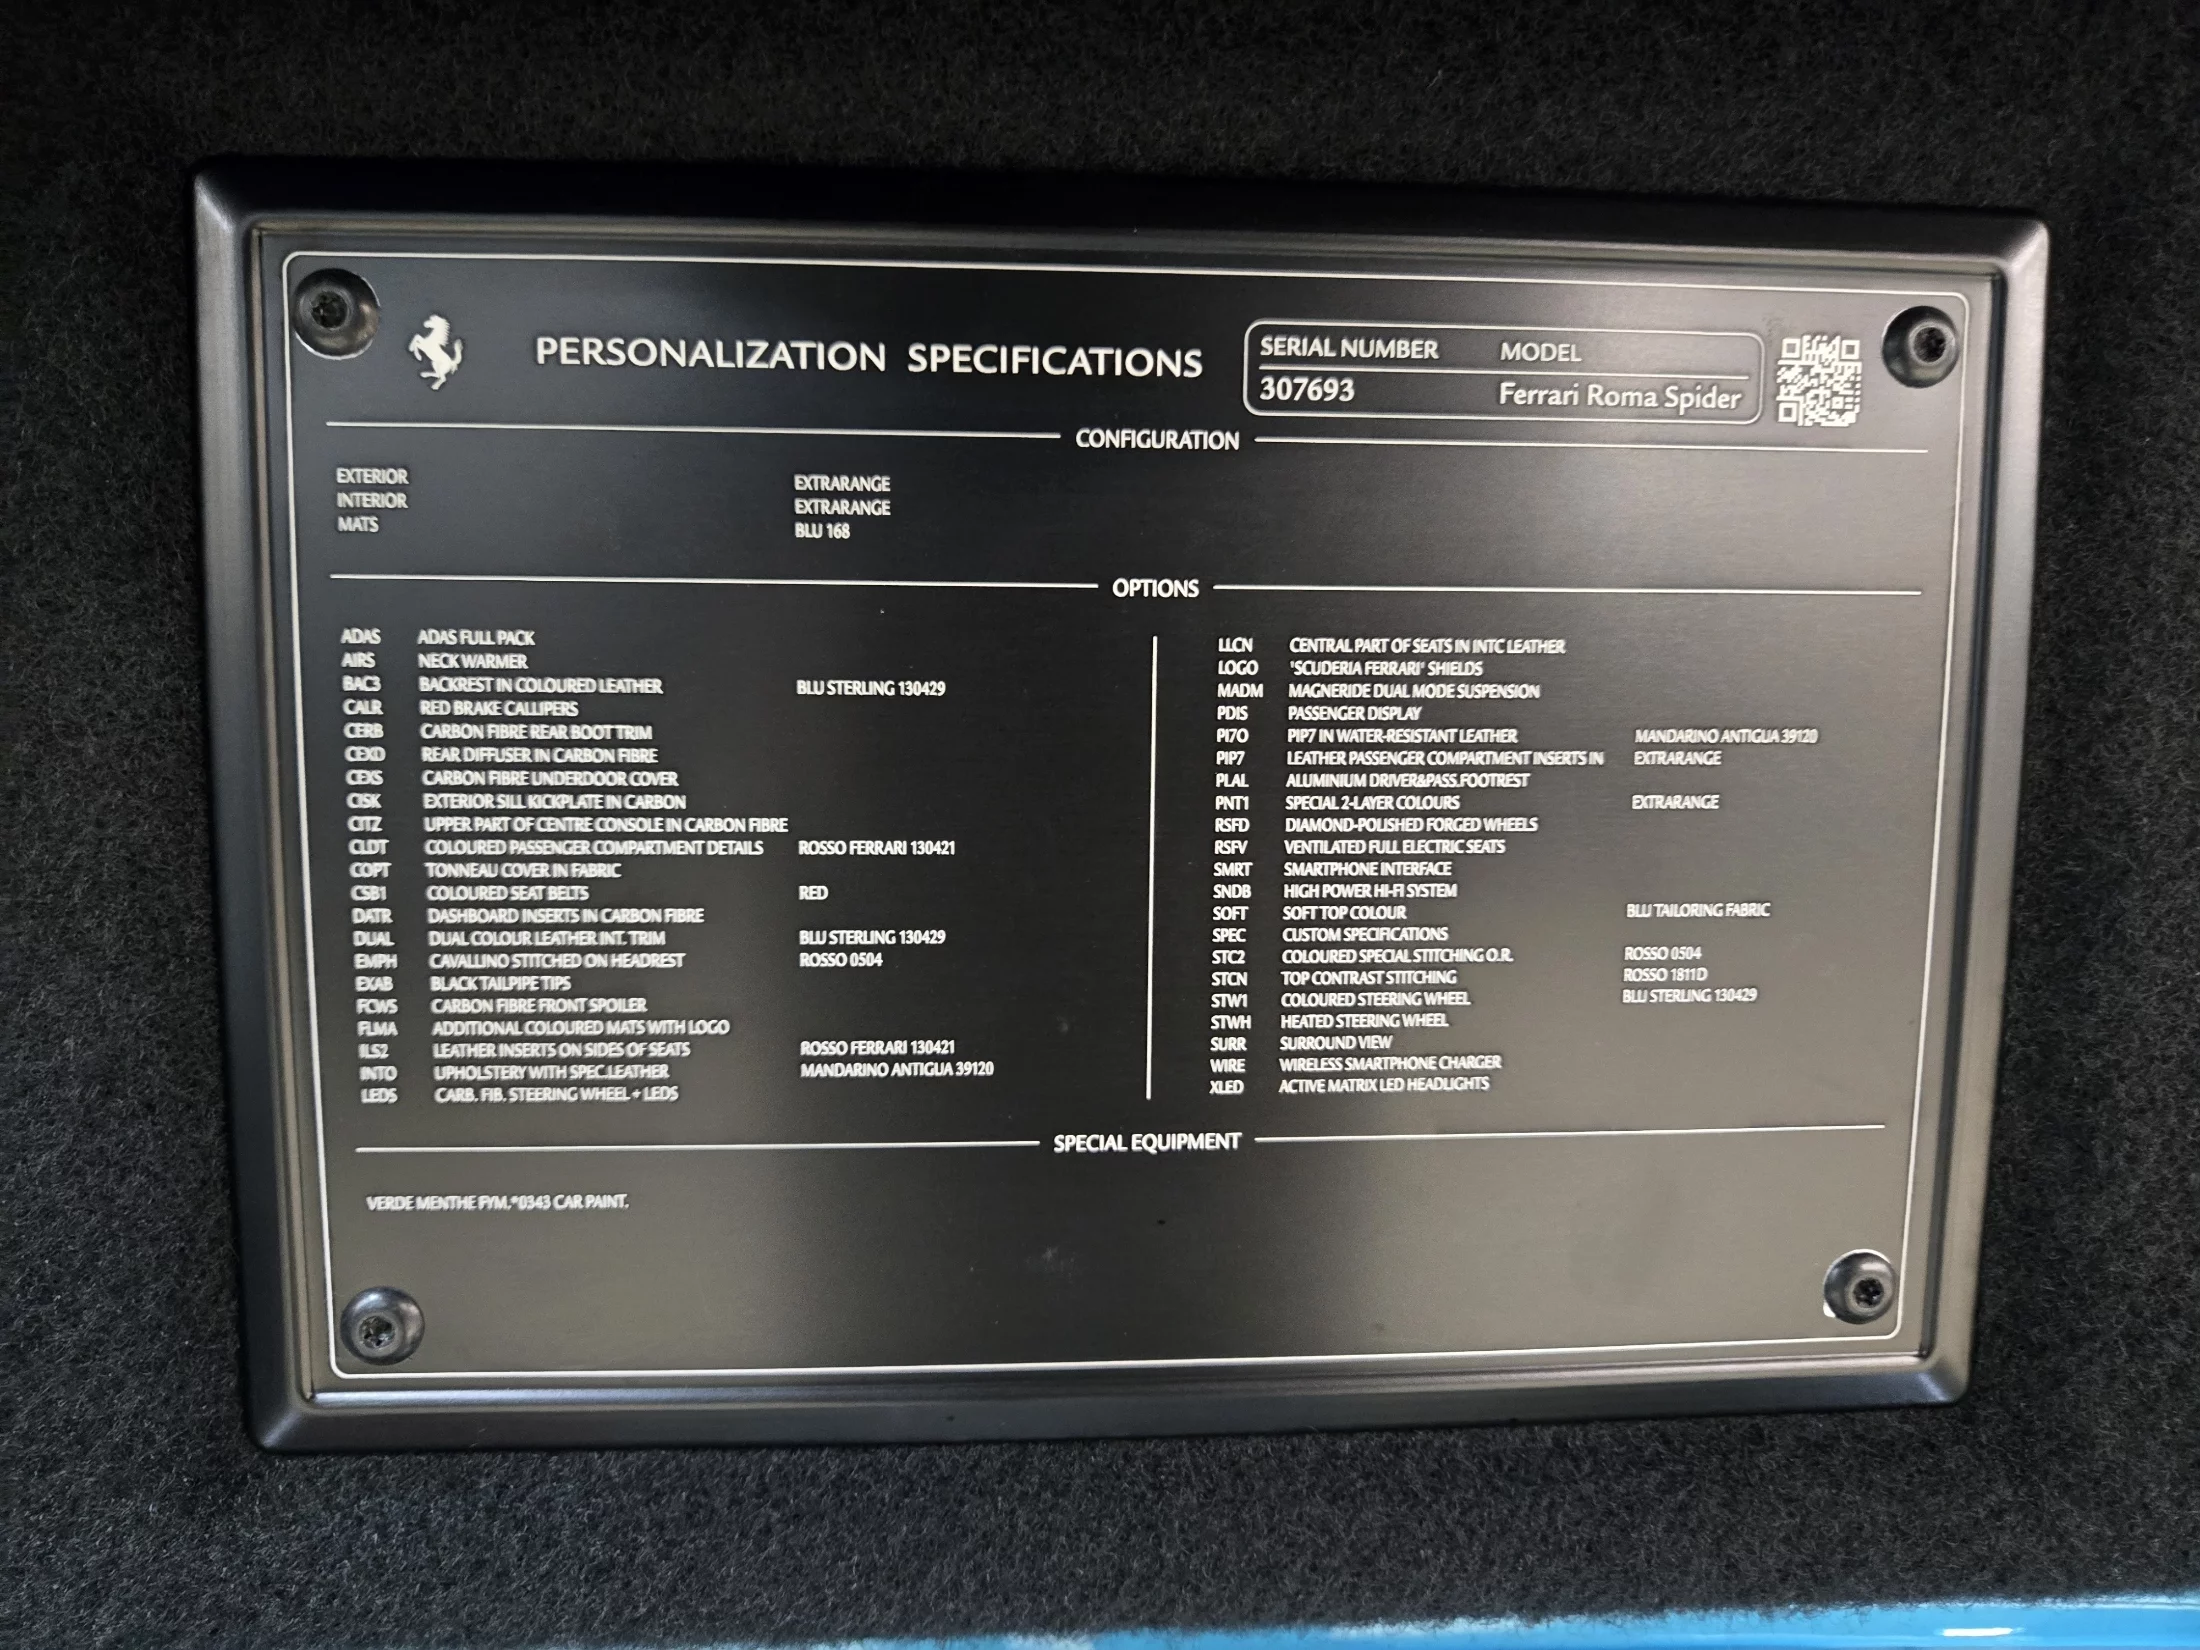 PERSONALIZATION SPECIFICATIONS
SERIAL NUMBER MODEL
307693 Ferrari Roma Spider
CONFIGURATION
EXTERIOR EXTRARANGE
INTERIOR EXTRARANGE
MATS BLU 168
OPTIONS
ADAS ADAS FULL PACK
AIRS NECK WARMER
BAC3 BACKREST IN COLOURED LEATHER BLU STERLING 130429
CALR RED BRAKE CALLIPERS
CERB CARBON FIBRE REAR BOOT TRIM
CEXD REAR DIFFUSER IN CARBON FIBRE
CEXS CARBON FIBRE UNDERDOOR COVER
CISK EXTERIOR SILL KICKPLATE IN CARBON
CITZ UPPER PART OF CENTRE CONSOLE IN CARBON FIBRE
CLDT COLOURED PASSENGER COMPARTMENT DETAILS ROSSO FERRARI 130421
COPT TONNEAU COVER IN FABRIC
CSB1 COLOURED SEAT BELTS RED
DATR DASHBOARD INSERTS IN CARBON FIBRE
DUAL DUAL COLOUR LEATHER INT. TRIM BLU STERLING 130429
EMPH CAVALLINO STITCHED ON HEADREST ROSSO 0504
EXAB BLACK TAILPIPE TIPS
FCWS CARBON FIBRE FRONT SPOILER
FLMA ADDITIONAL COLOURED MATS WITH LOGO
ILS2 LEATHER INSERTS ON SIDES OF SEATS ROSSO FERRARI 130421
INTO UPHOLSTERY WITH SPEC.LEATHER MANDARINO ANTIGUA 39120
LEDS CARB. FIB. STEERING WHEEL + LEDS
LLCN CENTRAL PART OF SEATS IN INTC LEATHER
LOGO 'SCUDERIA FERRARI' SHIELDS
MADM MAGNERIDE DUAL MODE SUSPENSION
PDIS PASSENGER DISPLAY
PI7O PIP7 IN WATER-RESISTANT LEATHER MANDARINO ANTIGUA 39120
PIP7 LEATHER PASSENGER COMPARTMENT INSERTS IN EXTRARANGE
PLAL ALUMINIUM DRIVER&PASS.FOOTREST
PNT1 SPECIAL 2-LAYER COLOURS EXTRARANGE
RSFD DIAMOND-POLISHED FORGED WHEELS
RSFV VENTILATED FULL ELECTRIC SEATS
SMRT SMARTPHONE INTERFACE
SNDB HIGH POWER HI-FI SYSTEM
SOFT SOFT TOP COLOUR BLU TAILORING FABRIC
SPEC CUSTOM SPECIFICATIONS
STC2 COLOURED SPECIAL STITCHING O.R. ROSSO 0504
STCN TOP CONTRAST STITCHING ROSSO 1811D
STW1 COLOURED STEERING WHEEL BLU STERLING 130429
STWH HEATED STEERING WHEEL
SURR SURROUND VIEW
WIRE WIRELESS SMARTPHONE CHARGER
XLED ACTIVE MATRIX LED HEADLIGHTS
SPECIAL EQUIPMENT
VERDE MENTHE FYM.*0343 CAR PAINT.